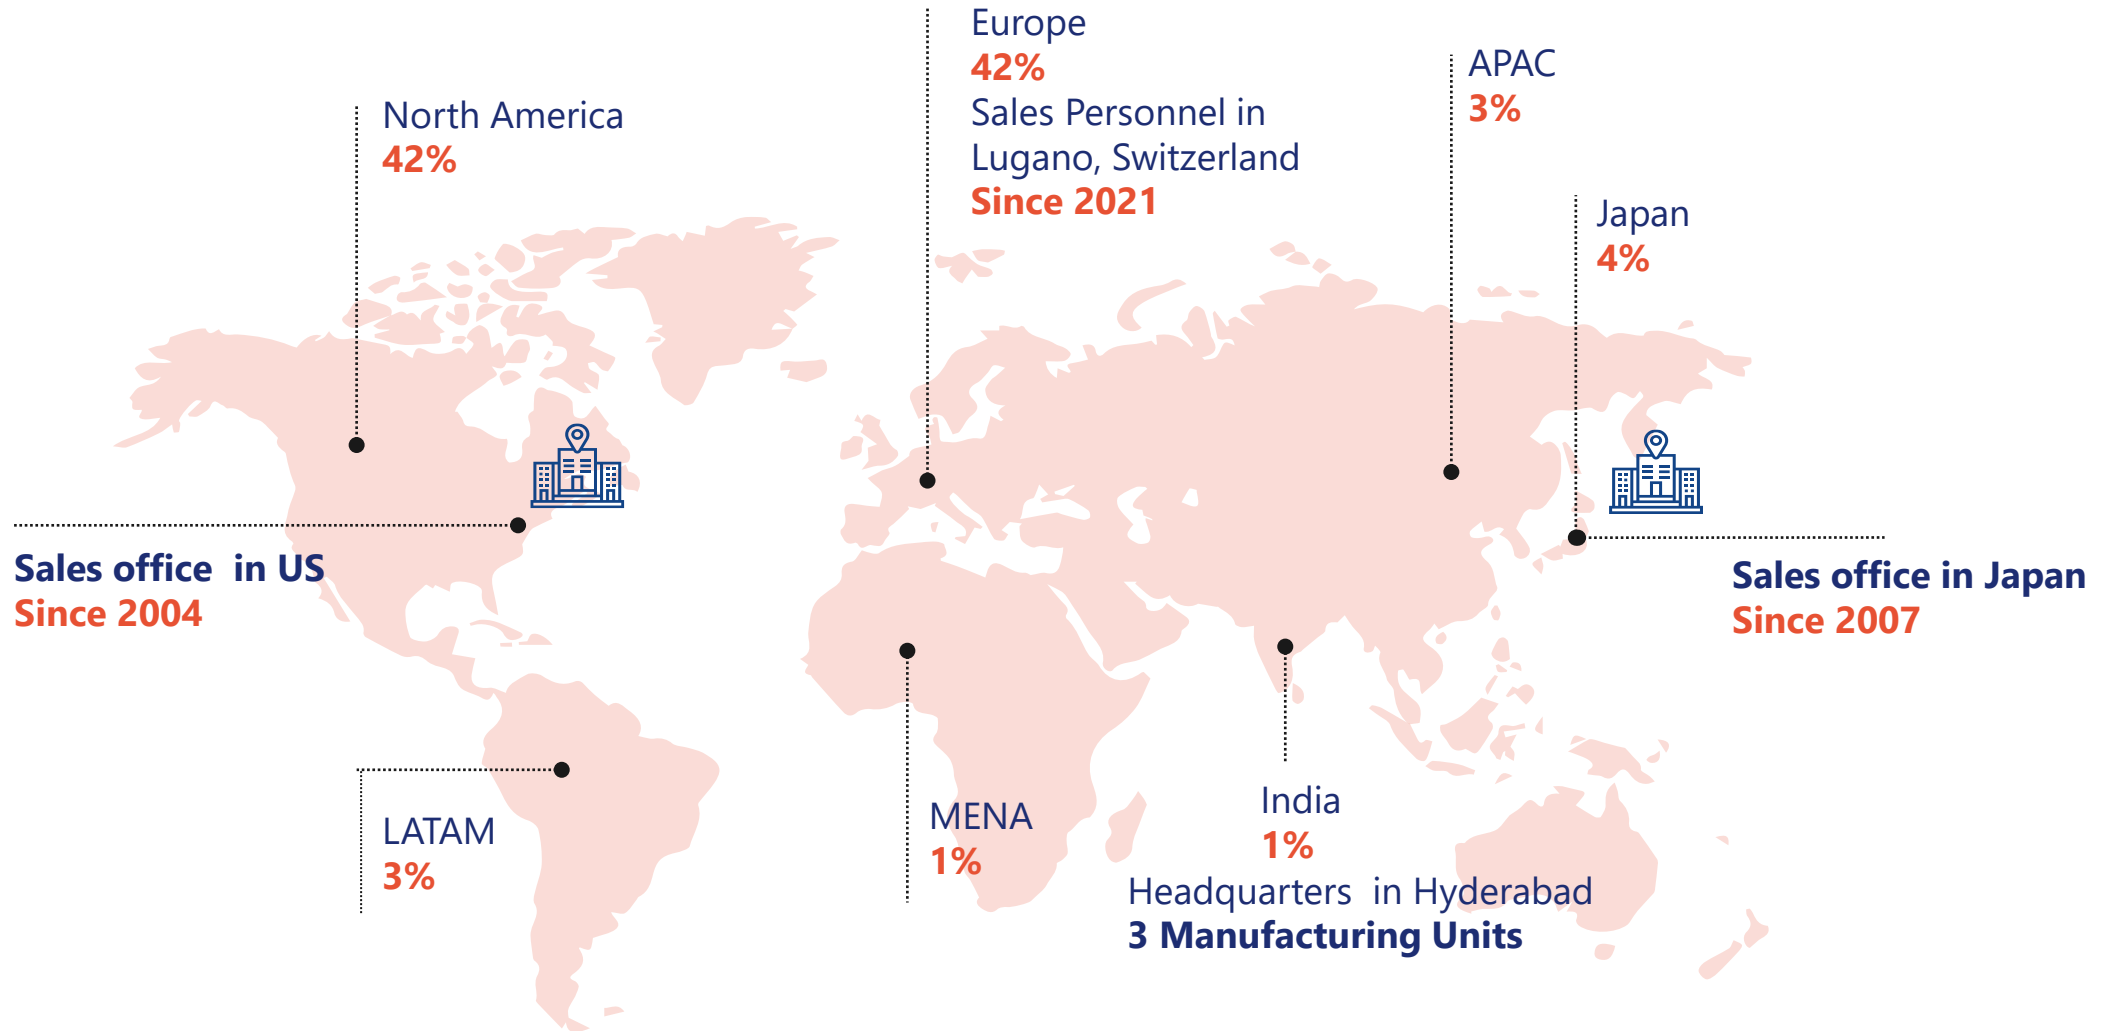 Europe
42%
Sales Personnel in
Lugano, Switzerland
Since 2021
APAC
3%
North America
42%
Japan
4%
Sales office in US
Since 2004
Sales office in Japan
Since 2007
LATAM
3%
MENA
1%
India
1%
Headquarters in Hyderabad
3 Manufacturing Units